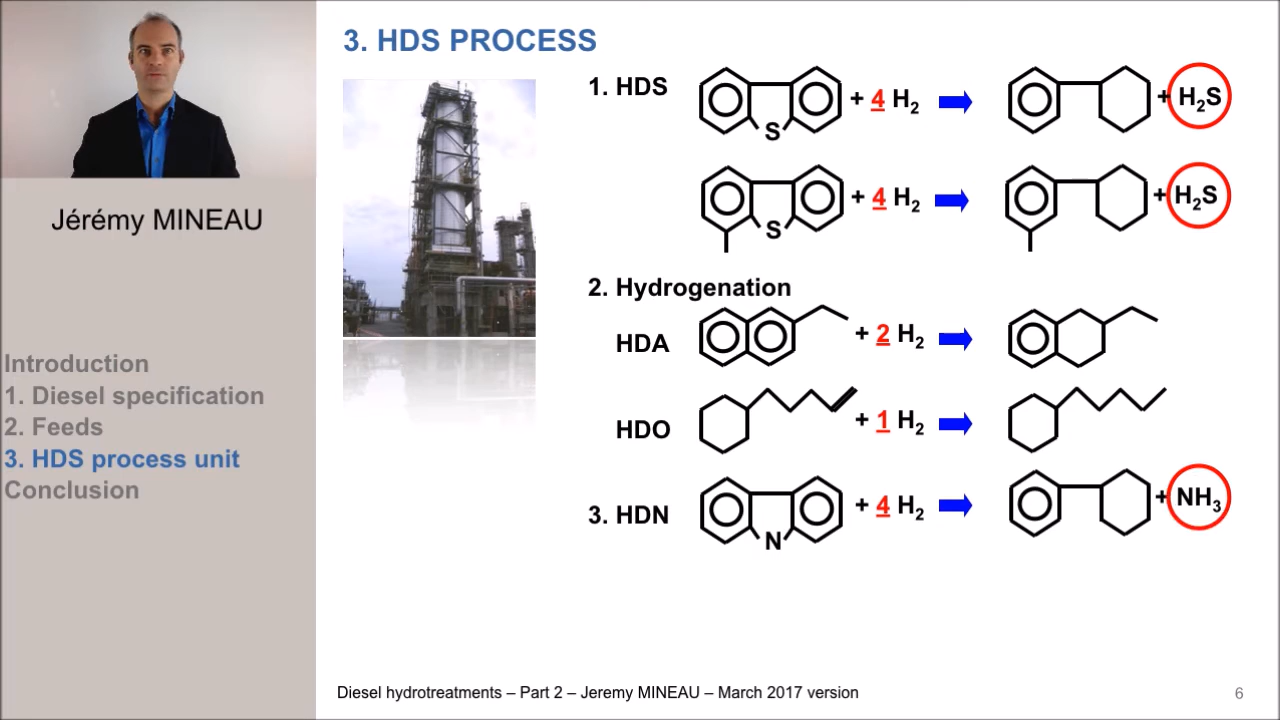 3. HDS PROCESS
Jérémy MINEAU
Introduction
1. Diesel specification
2. Feeds
3. HDS process unit
Conclusion
1. HDS
S
+ 4 H₂
+ H₂S
S
+ 4 H₂
+ H₂S
2. Hydrogenation
HDA
+ 2 H₂
HDO
+ 1 H₂
3. HDN
N
+ 4 H₂
+ NH₃
Diesel hydrotreatments – Part 2 – Jeremy MINEAU – March 2017 version
6